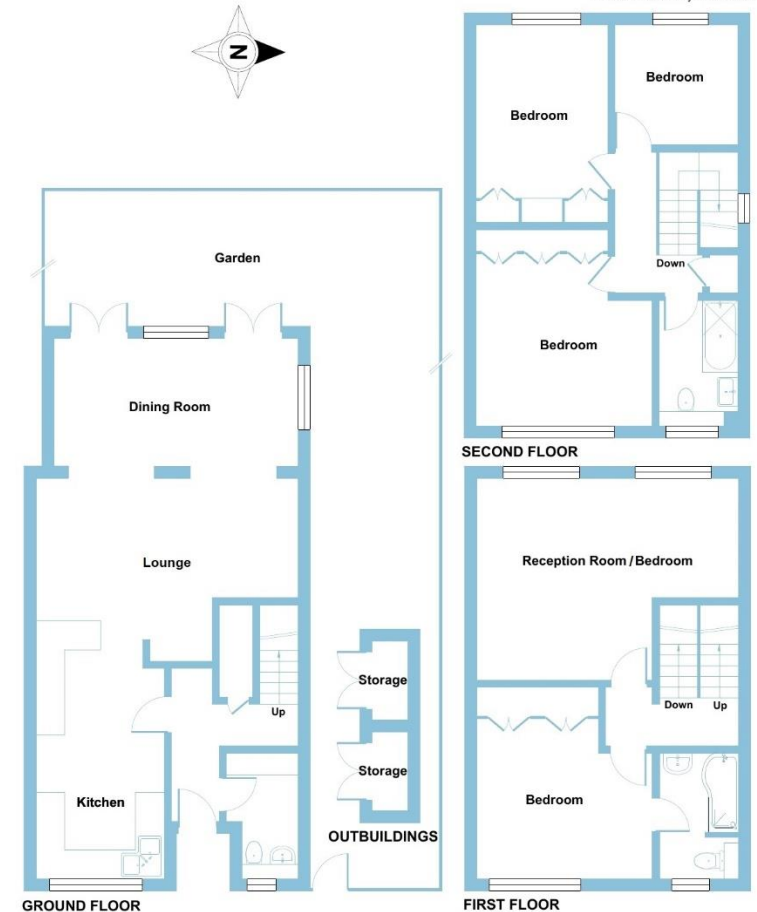 N
Bedroom
Bedroom
Down
Bedroom
SECOND FLOOR
Garden
Dining Room
Lounge
Up
Kitchen
Storage
Storage
OUTBUILDINGS
GROUND FLOOR
Reception Room / Bedroom
Down
Up
Bedroom
FIRST FLOOR